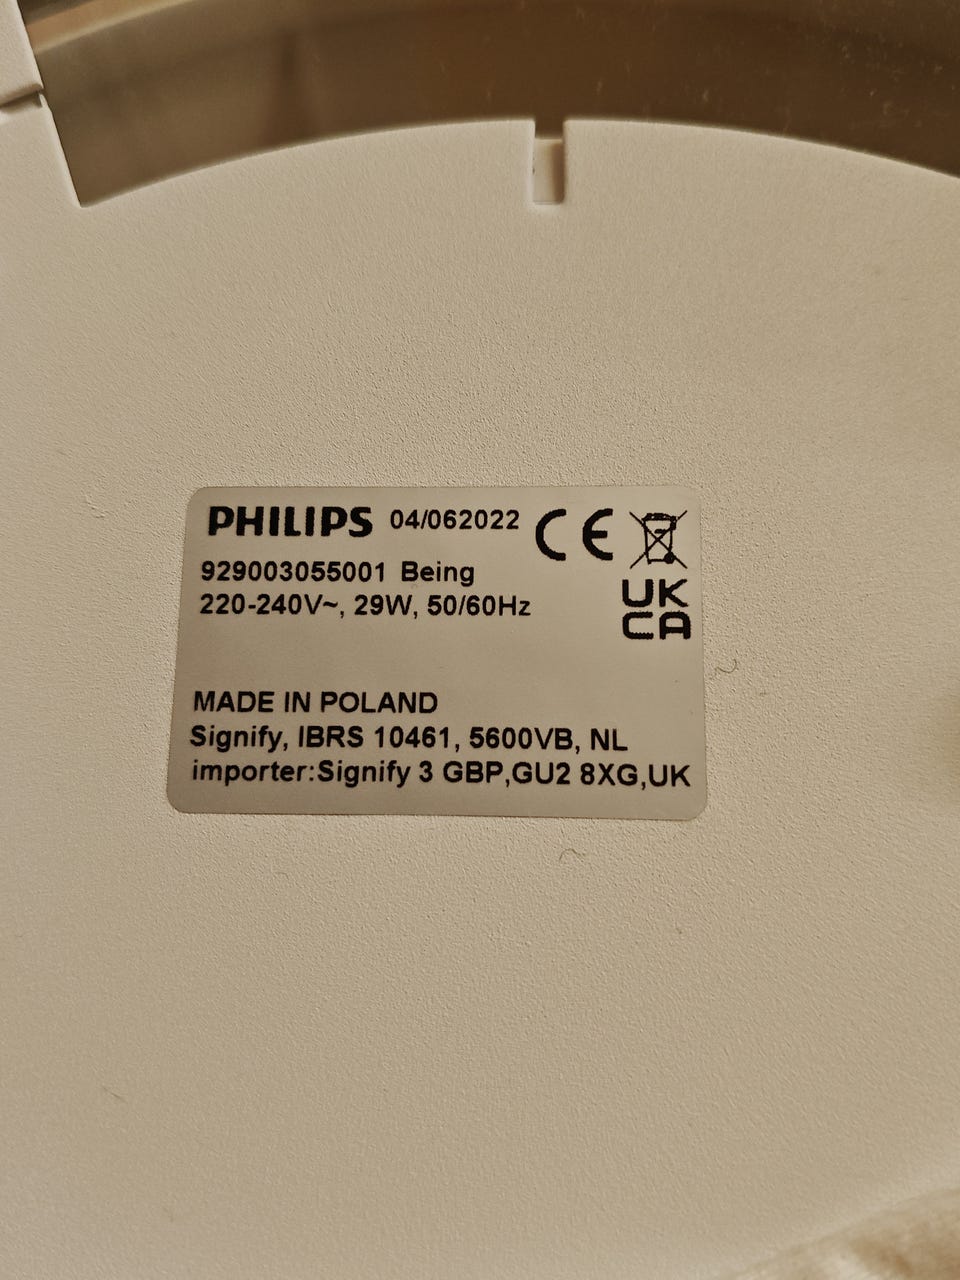 PHILIPS 04/062022 CE
929003055001 Being
220-240V~, 29W, 50/60Hz
UK
CA
MADE IN POLAND
Signify, IBRS 10461, 5600VB, NL
importer:Signify 3 GBP,GU2 8XG,UK